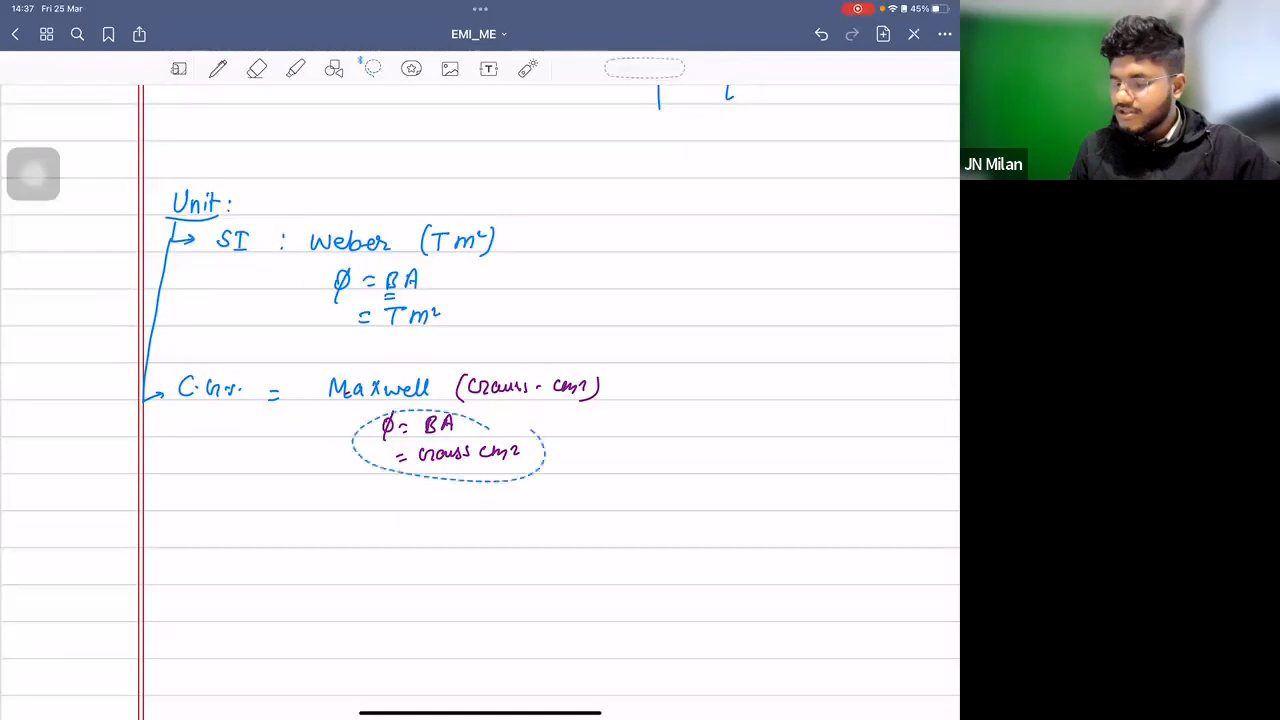 14:37 Fri 25 Mar
45%
EMI_ME
JN Milan
Unit:
SI : Weber (Tm²)
φ = BA
= Tm²
C.G.S. = Maxwell (Gauss - cm²)
φ = BA
= Gauss cm²